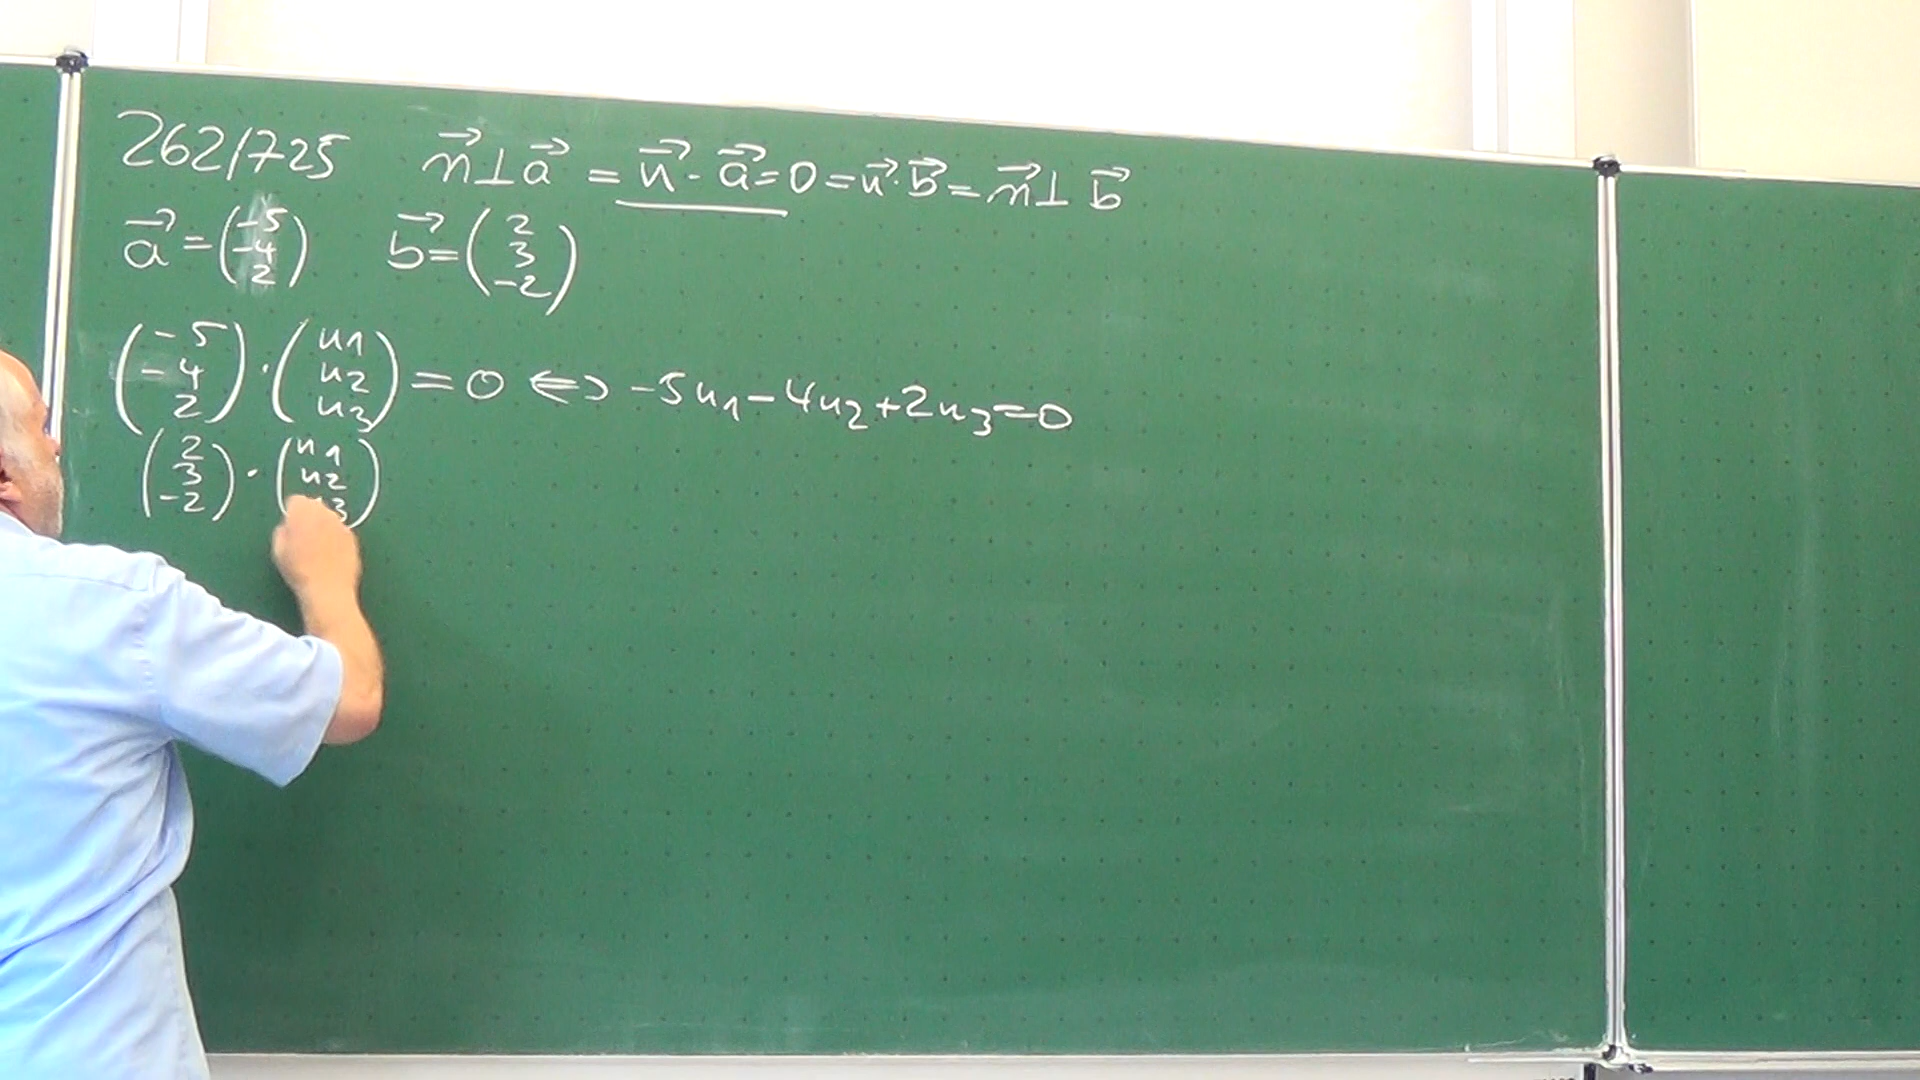 262/725 n⃗⊥a⃗ = n⃗·a⃗=0=n⃗·b⃗=n⃗⊥b⃗
a⃗=(-5 -4 2) b⃗=(2 3 -2)
(-5 -4 2)·(n1 n2 n3)=0⇔-5n1-4n2+2n3=0
(2 3 -2)·(n1 n2 3)